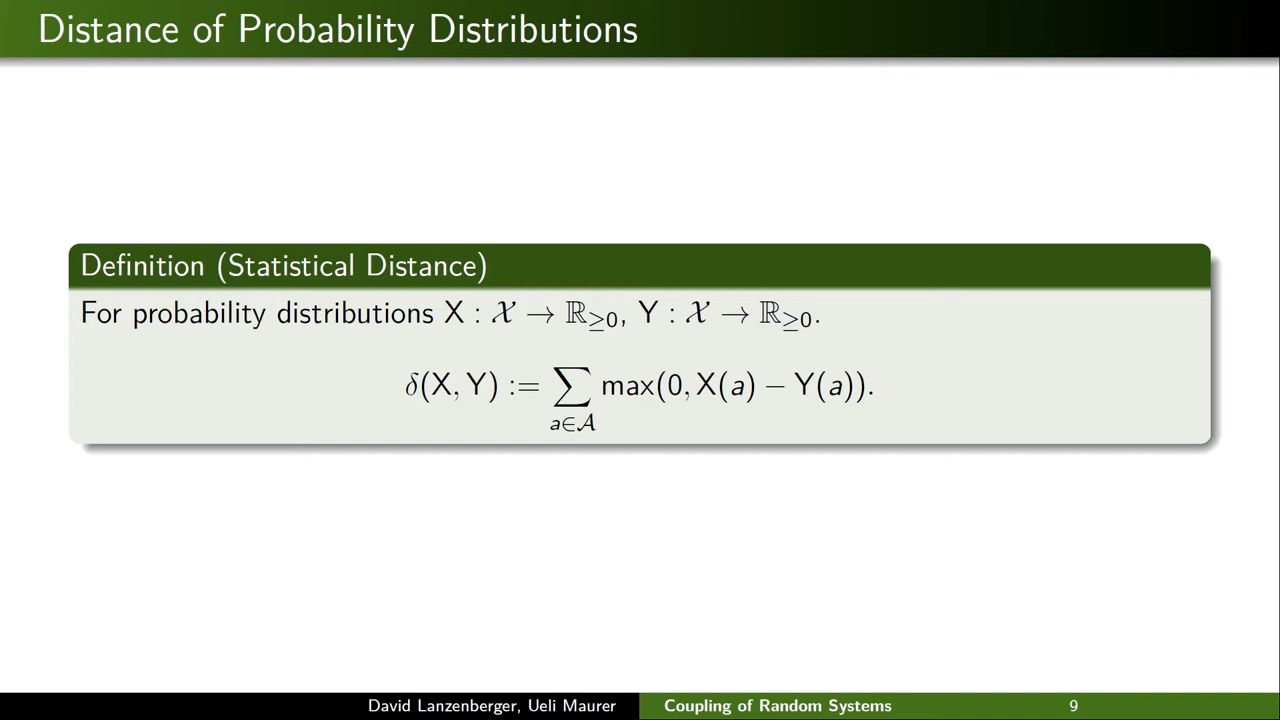 Distance of Probability Distributions
Definition (Statistical Distance)
For probability distributions X : 𝒳 → ℝ≥0, Y : 𝒳 → ℝ≥0.
δ(X, Y) := ∑ max(0, X(a) − Y(a)).
a∈𝒜
David Lanzenberger, Ueli Maurer
Coupling of Random Systems
9